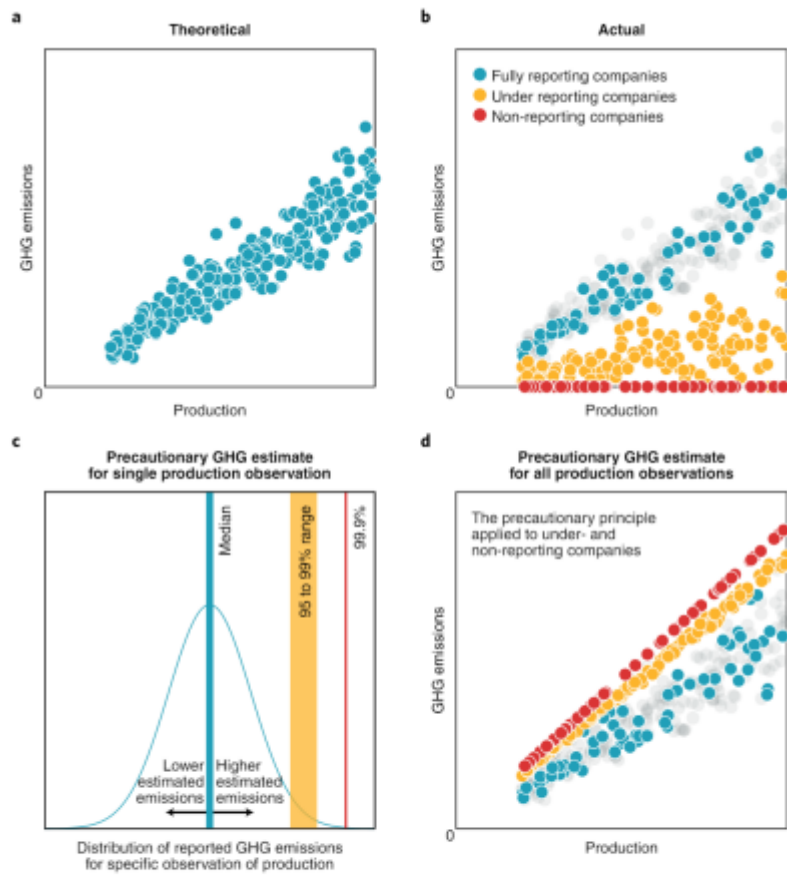 a
Theoretical
GHG emissions
0
Production
b
Actual
Fully reporting companies
Under reporting companies
Non-reporting companies
GHG emissions
0
Production
c
Precautionary GHG estimate
for single production observation
Median
95 to 99% range
99.9%
Lower
estimated
emissions
Higher
estimated
emissions
Distribution of reported GHG emissions
for specific observation of production
d
Precautionary GHG estimate
for all production observations
The precautionary principle
applied to under- and
non-reporting companies
GHG emissions
0
Production